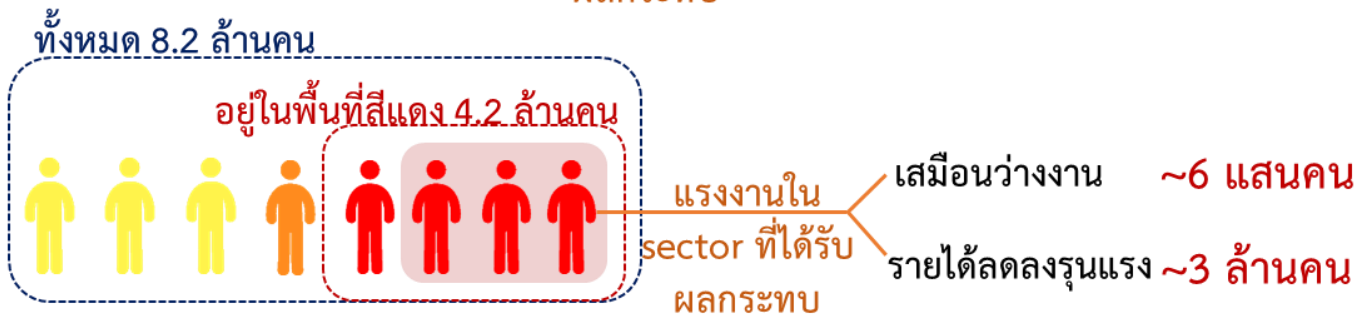 ทั้งหมด 8.2 ล้านคน
อยู่ในพื้นที่สีแดง 4.2 ล้านคน
แรงงานใน
sector ที่ได้รับ
ผลกระทบ
เสมือนว่างงาน ~6 แสนคน
รายได้ลดลงรุนแรง ~3 ล้านคน